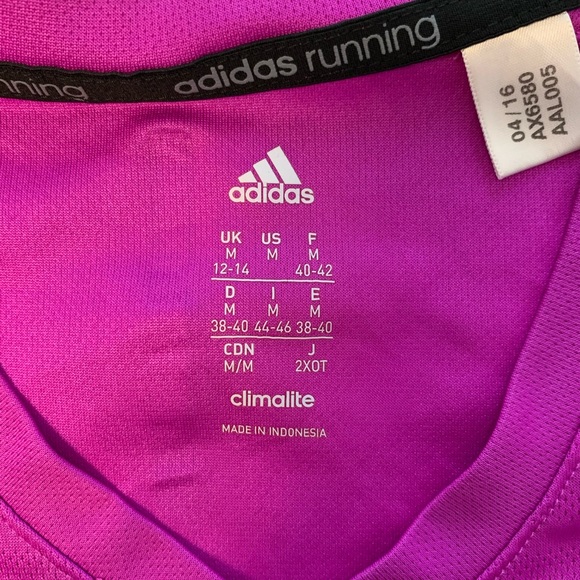 nning adidas running
04/16
AX6580
AAL005
adidas
UK US F
M M M
12-14 40-42
D I E
M M M
38-40 44-46 38-40
CDN J
M/M 2XOT
climalite
MADE IN INDONESIA